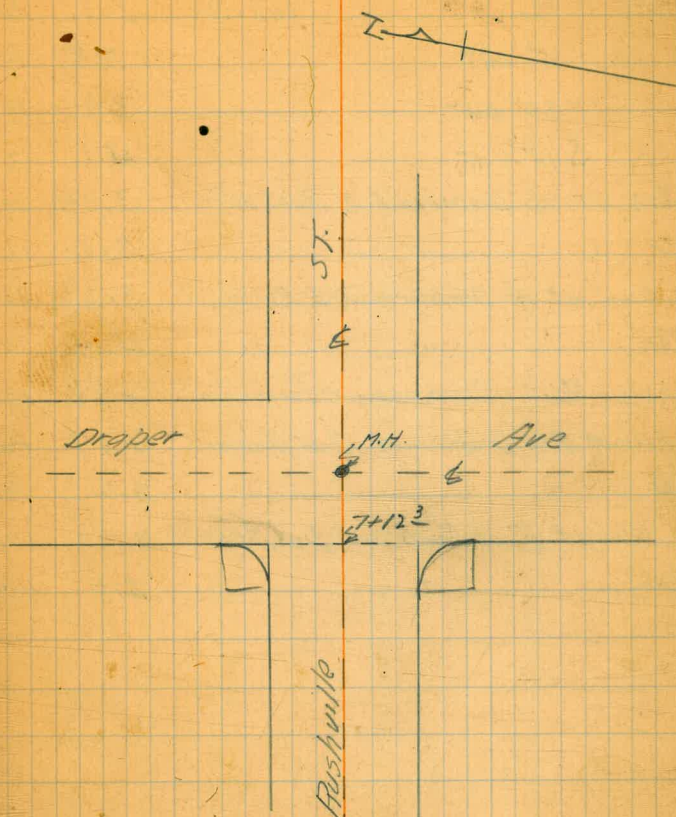 ST.
℄
Draper
M.H.
Ave
℄
7+12³
Rushville